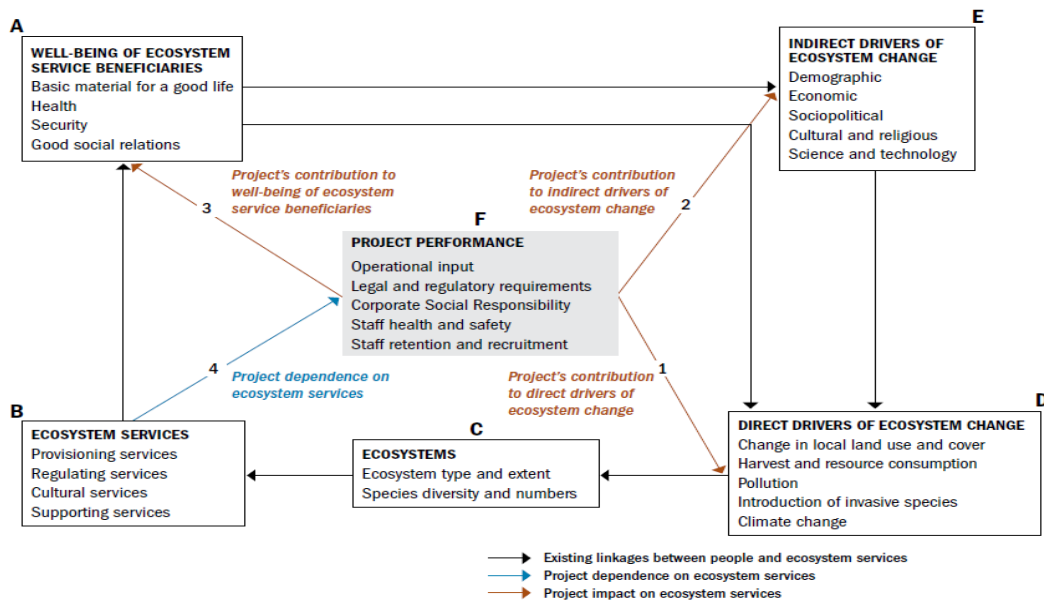 A
WELL-BEING OF ECOSYSTEM
SERVICE BENEFICIARIES
Basic material for a good life
Health
Security
Good social relations
E
INDIRECT DRIVERS OF
ECOSYSTEM CHANGE
Demographic
Economic
Sociopolitical
Cultural and religious
Science and technology
Project's contribution to
well-being of ecosystem
service beneficiaries
3
Project's contribution
to indirect drivers of
ecosystem change
2
F
PROJECT PERFORMANCE
Operational input
Legal and regulatory requirements
Corporate Social Responsibility
Staff health and safety
Staff retention and recruitment
4
Project dependence on
ecosystem services
1
Project's contribution
to direct drivers of
ecosystem change
B
ECOSYSTEM SERVICES
Provisioning services
Regulating services
Cultural services
Supporting services
C
ECOSYSTEMS
Ecosystem type and extent
Species diversity and numbers
D
DIRECT DRIVERS OF ECOSYSTEM CHANGE
Change in local land use and cover
Harvest and resource consumption
Pollution
Introduction of invasive species
Climate change
Existing linkages between people and ecosystem services
Project dependence on ecosystem services
Project impact on ecosystem services